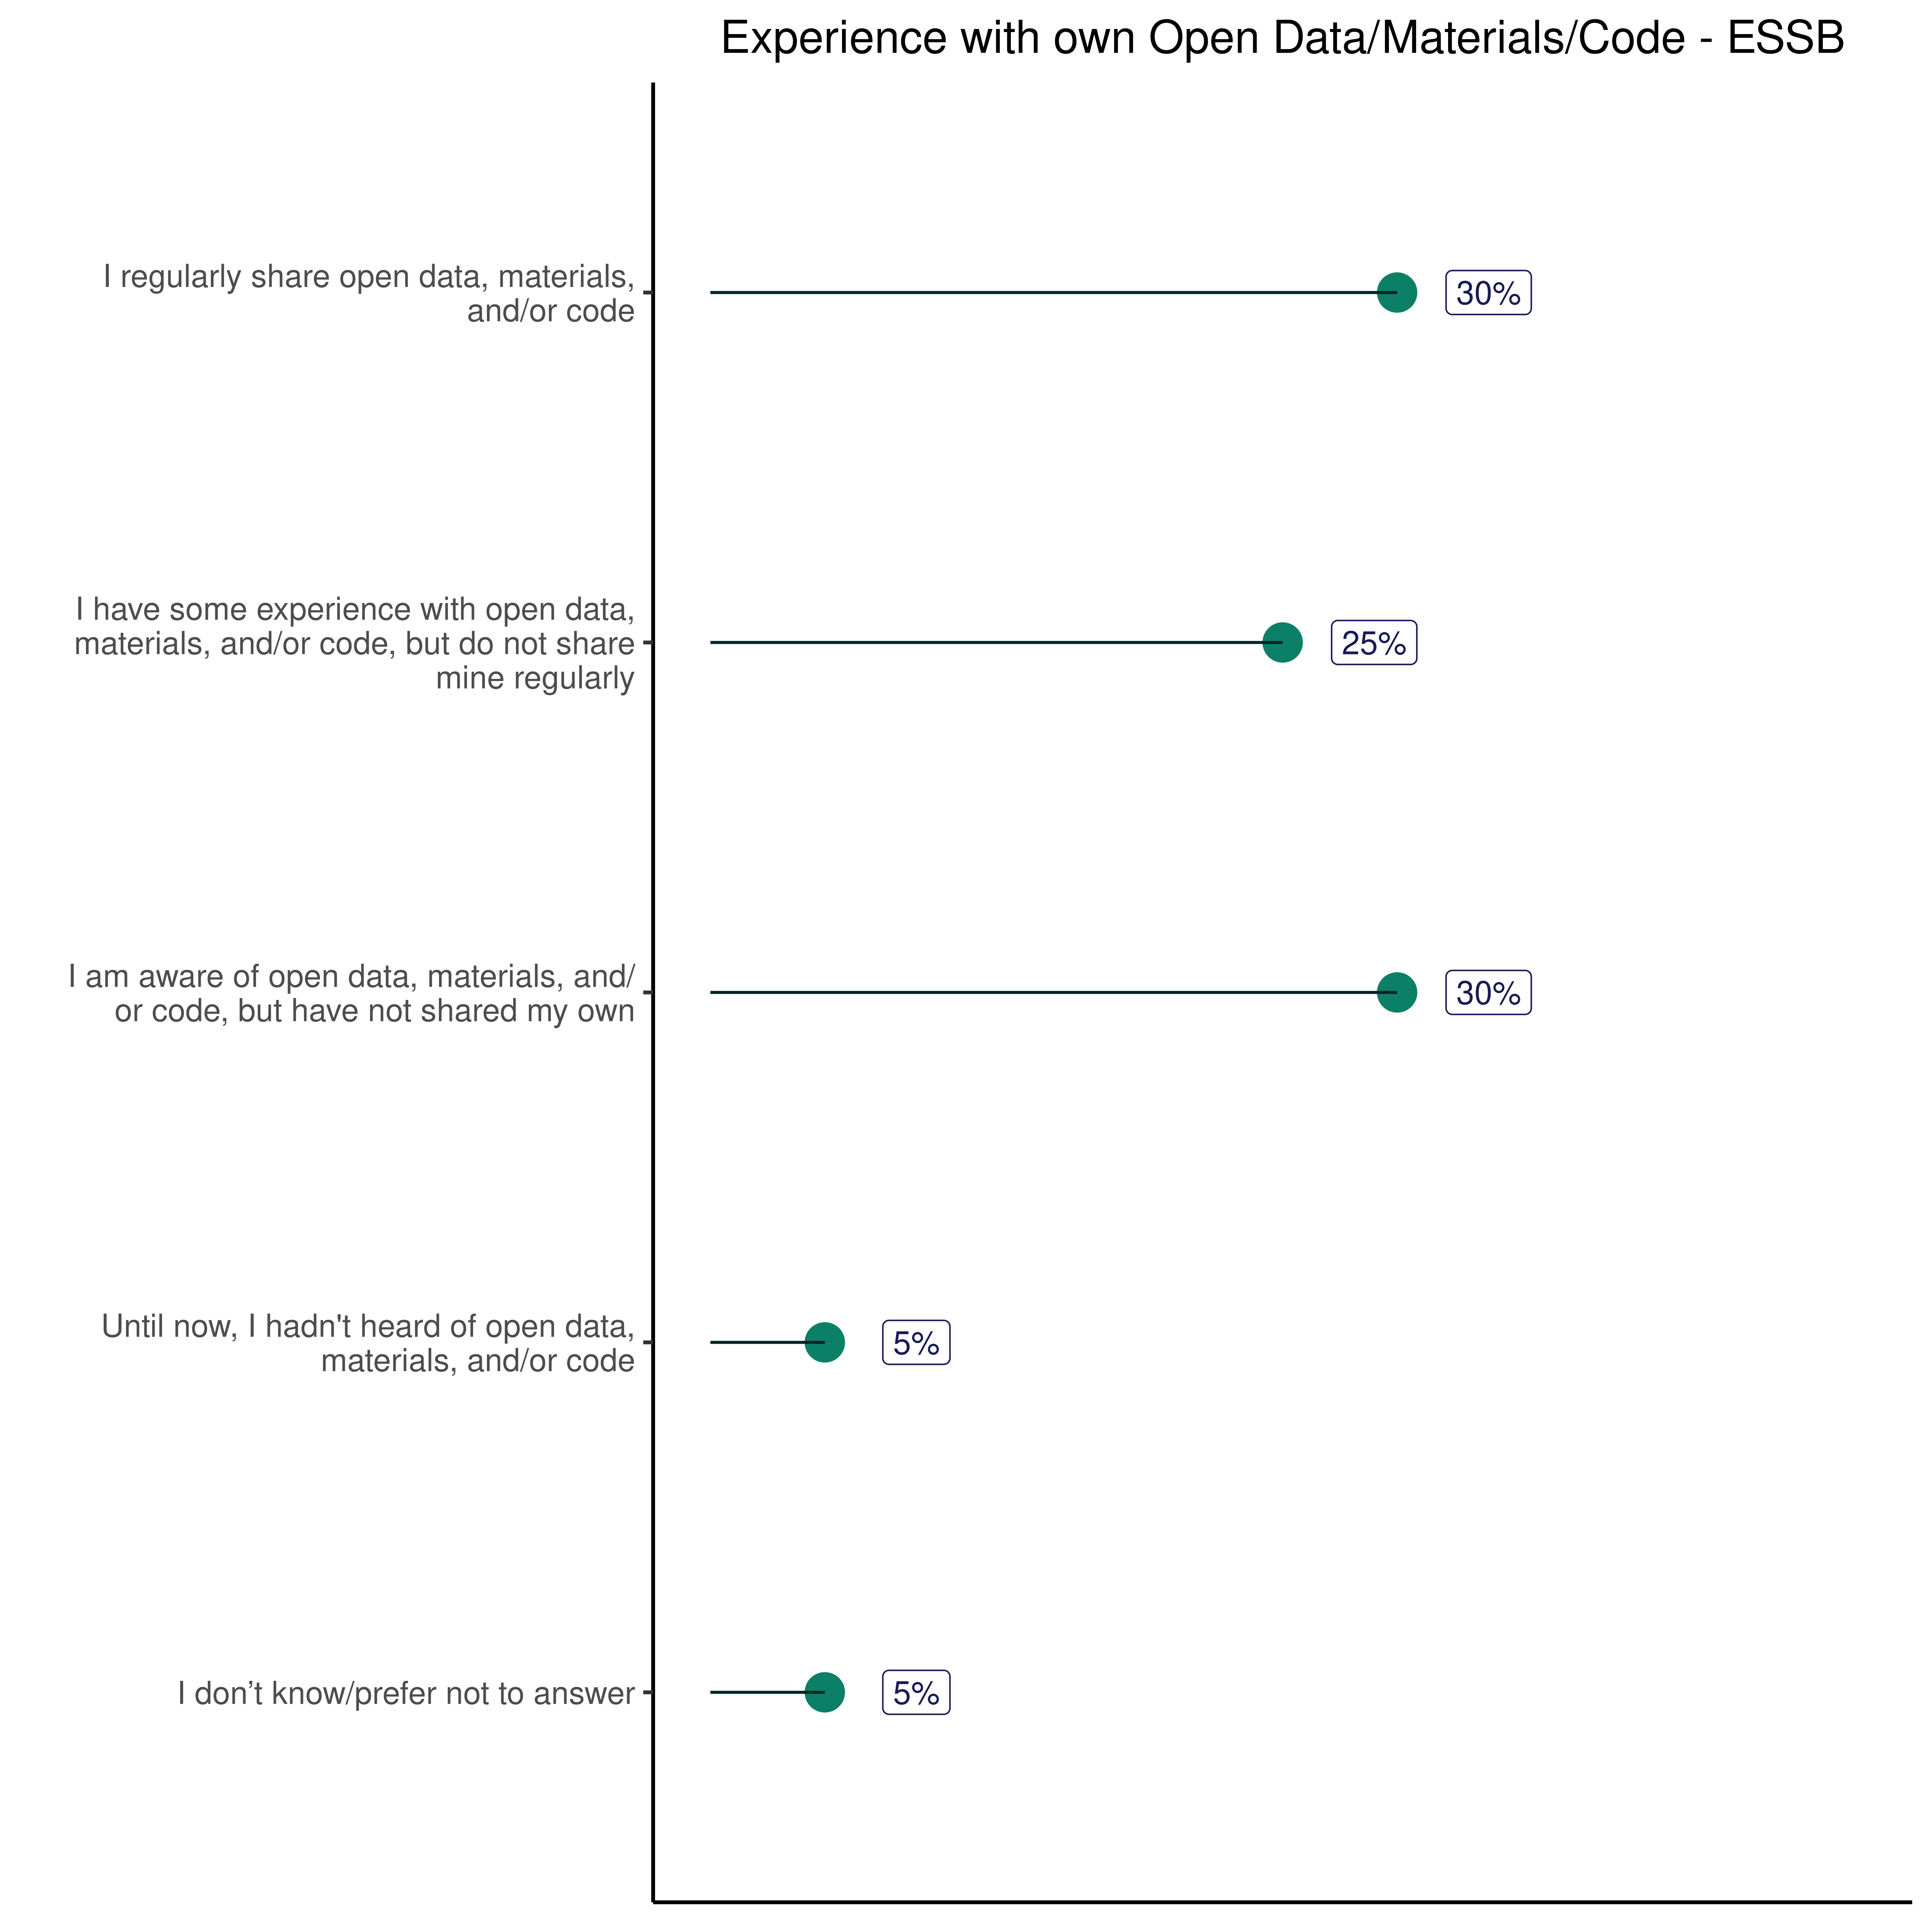 Experience with own Open Data/Materials/Code - ESSB
I regularly share open data, materials,
and/or code
30%
I have some experience with open data,
materials, and/or code, but do not share
mine regularly
25%
I am aware of open data, materials, and/
or code, but have not shared my own
30%
Until now, I hadn't heard of open data,
materials, and/or code
5%
I don’t know/prefer not to answer
5%